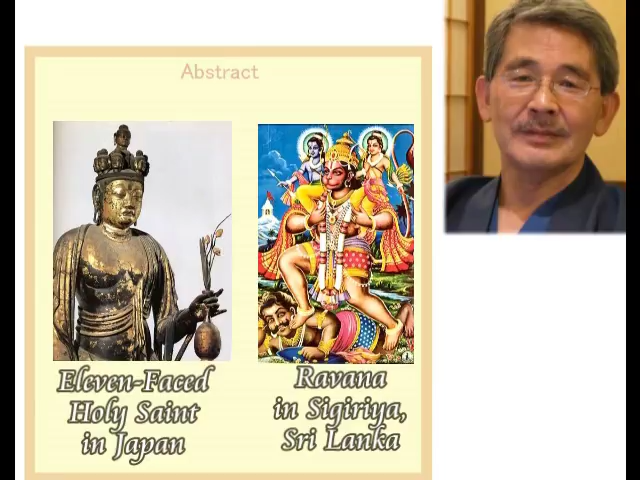 Abstract
Eleven-Faced
Holy Saint
in Japan
Ravana
in Sigiriya,
Sri Lanka